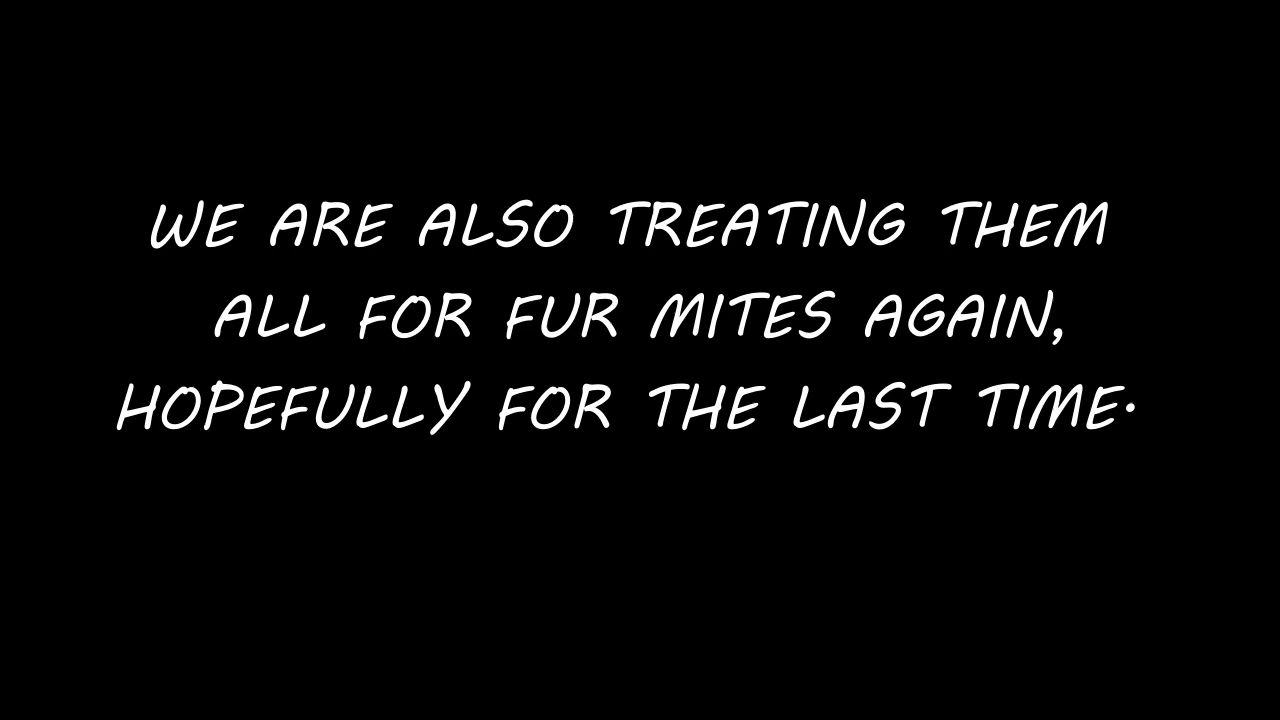 WE ARE ALSO TREATING THEM
ALL FOR FUR MITES AGAIN,
HOPEFULLY FOR THE LAST TIME.